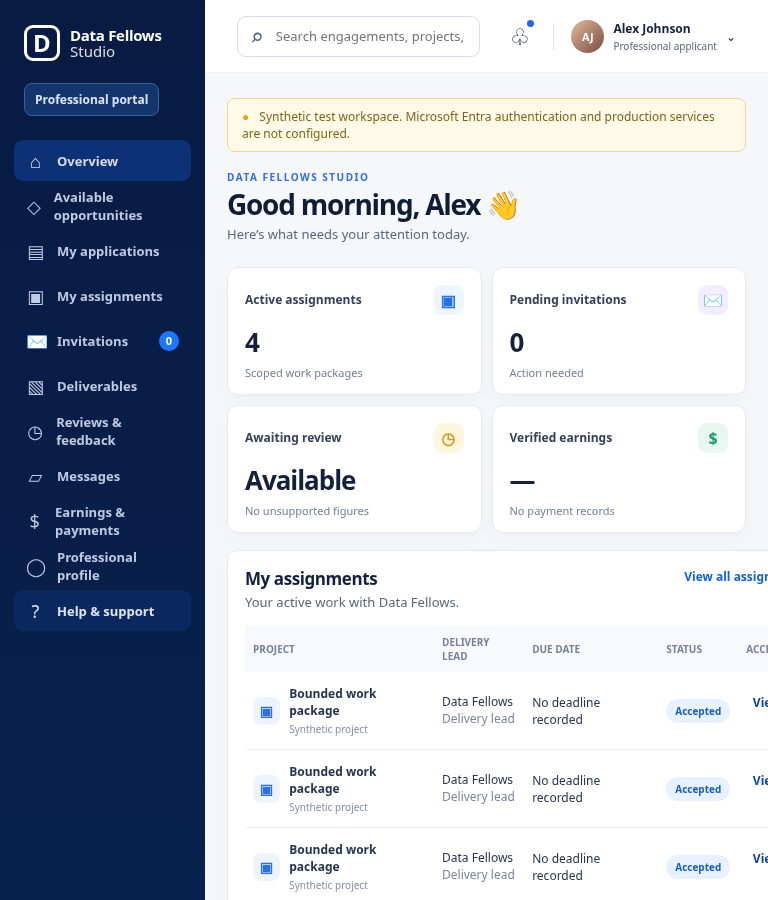 D Data Fellows
Studio
Professional portal
Overview
Available
opportunities
My applications
My assignments
Invitations 0
Deliverables
Reviews &
feedback
Messages
$ Earnings &
payments
Professional
profile
? Help & support
Search engagements, projects,
AJ
Alex Johnson
Professional applicant
Synthetic test workspace. Microsoft Entra authentication and production services
are not configured.
DATA FELLOWS STUDIO
Good morning, Alex 👋
Here’s what needs your attention today.
Active assignments
4
Scoped work packages
Pending invitations
0
Action needed
Awaiting review
Available
No unsupported figures
Verified earnings
$
—
No payment records
My assignments
View all assign
Your active work with Data Fellows.
PROJECT
DELIVERY
LEAD
DUE DATE
STATUS
ACCE
Bounded work
package
Synthetic project
Data Fellows
Delivery lead
No deadline
recorded
Accepted
Vie
Bounded work
package
Synthetic project
Data Fellows
Delivery lead
No deadline
recorded
Accepted
Vie
Bounded work
package
Synthetic project
Data Fellows
Delivery lead
No deadline
recorded
Accepted
Vie